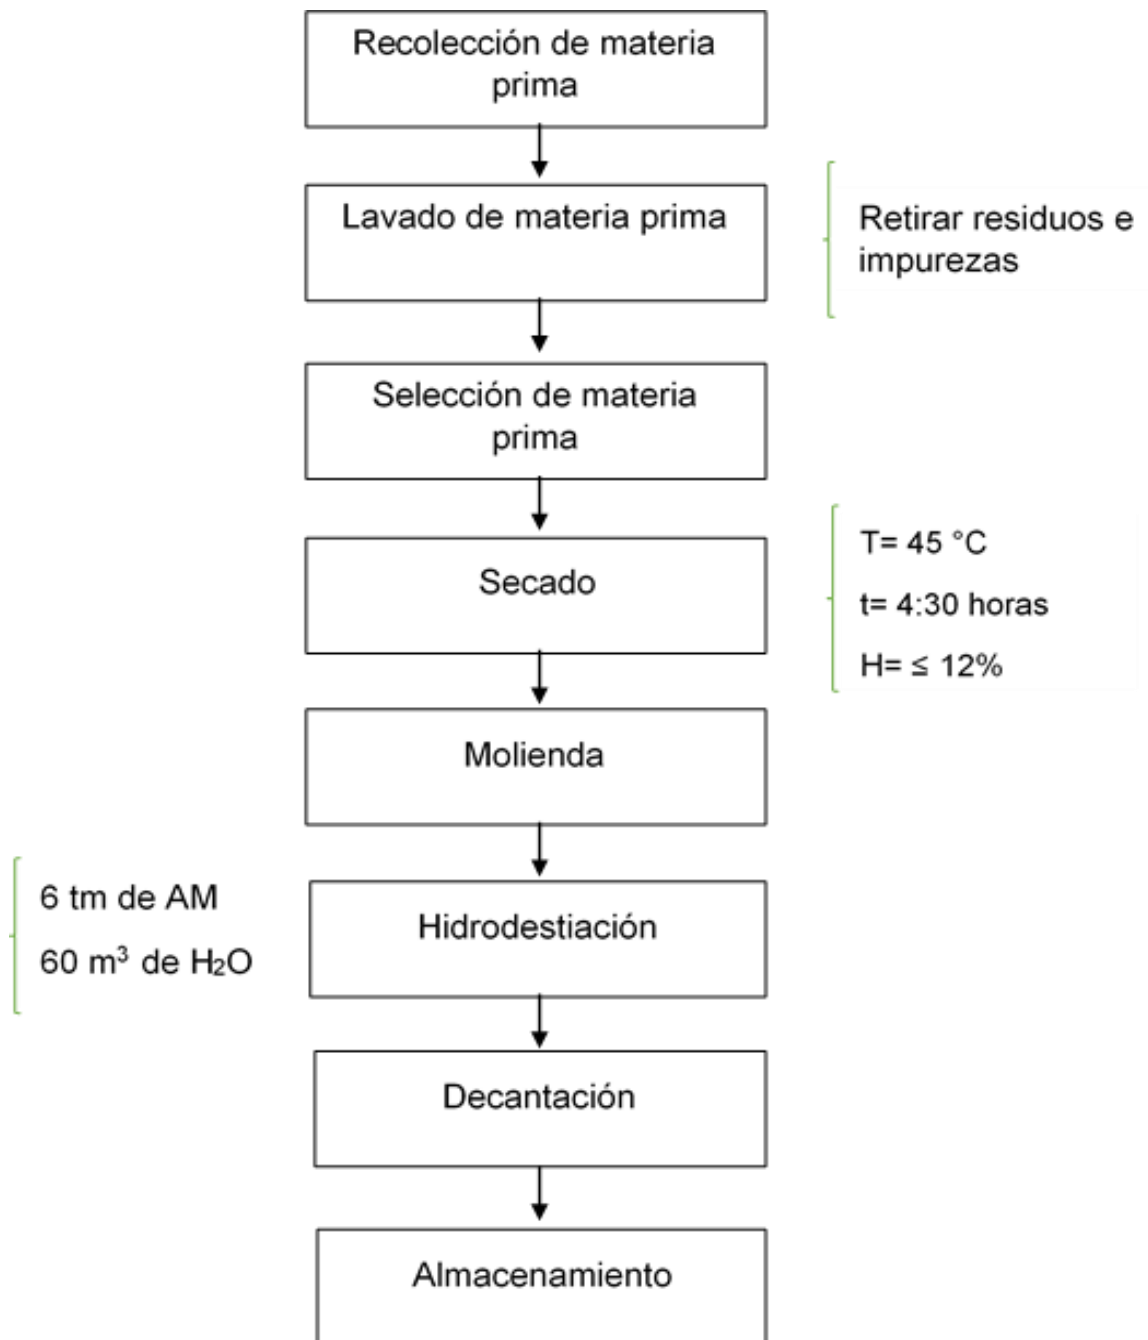 Recolección de materia
prima
Lavado de materia prima
Retirar residuos e
impurezas
Selección de materia
prima
Secado
T= 45 °C
t= 4:30 horas
H= ≤ 12%
Molienda
6 tm de AM
60 m³ de H₂O
Hidrodestiación
Decantación
Almacenamiento